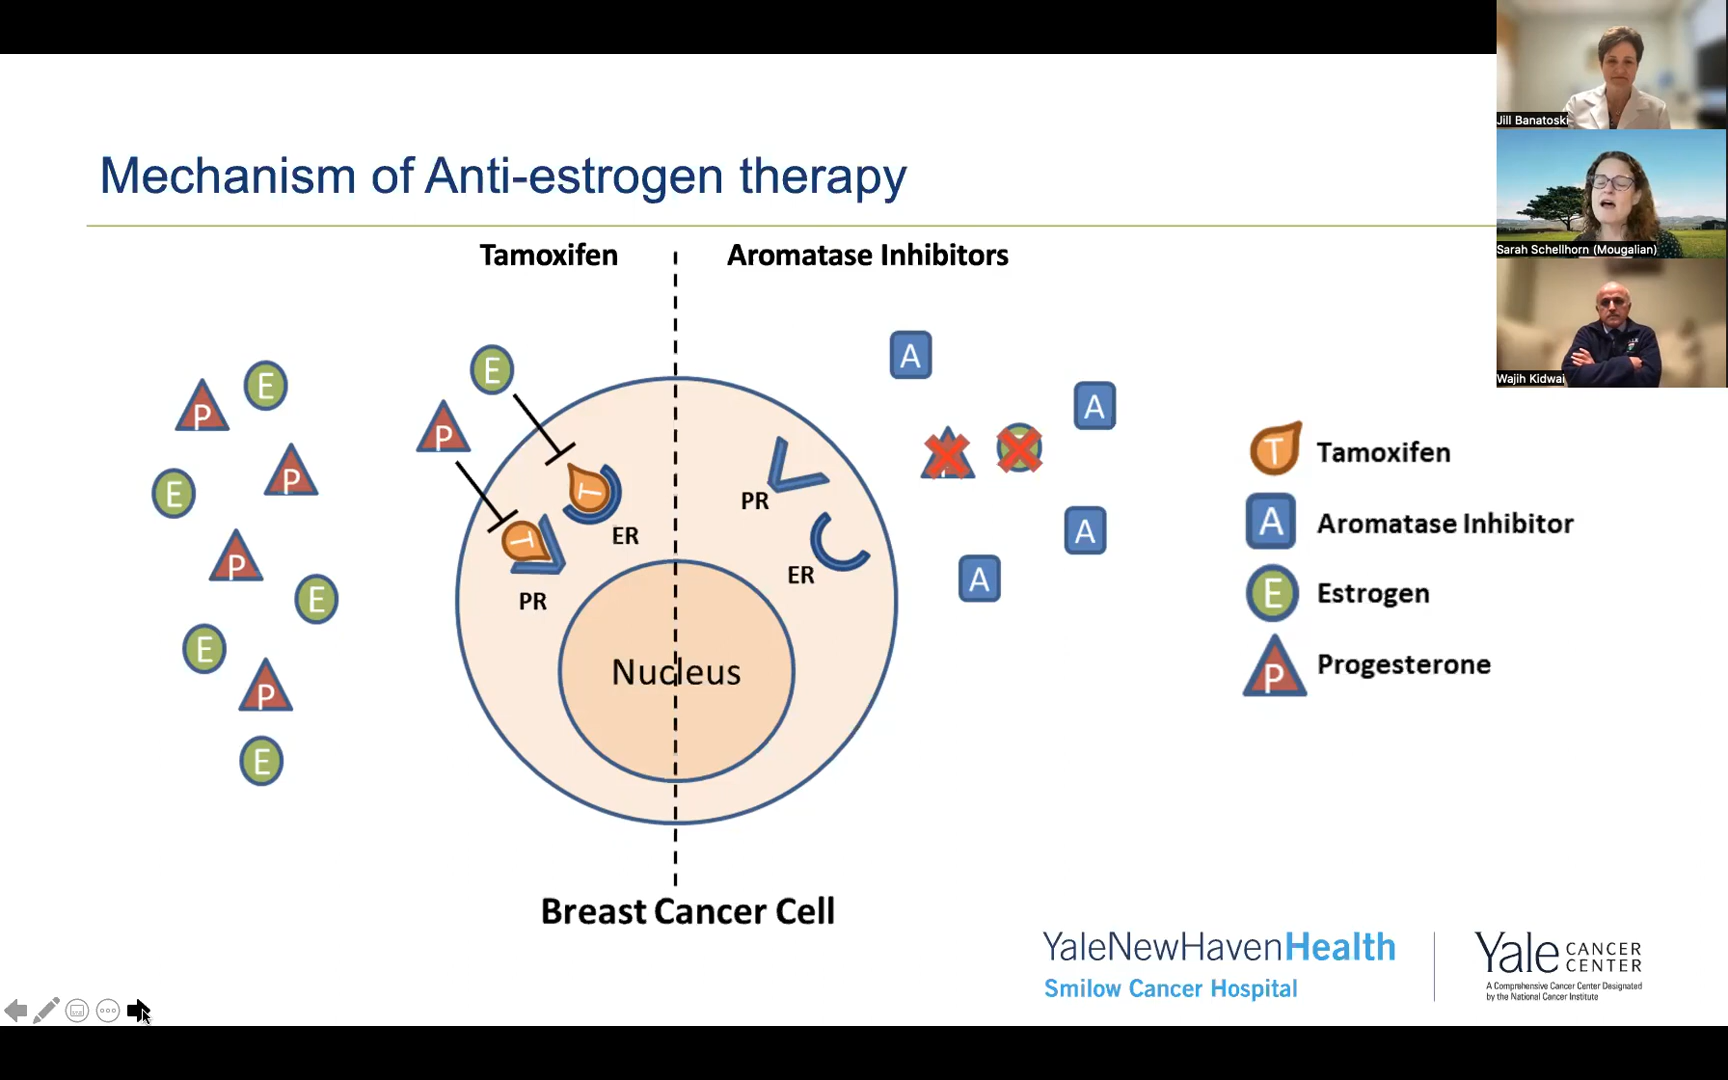 Mechanism of Anti-estrogen therapy
Tamoxifen
Aromatase Inhibitors
E
P
E
P
E
P
E
P
E
E
P
T
ER
T
PR
PR
ER
A
A
A
A
Nucleus
Breast Cancer Cell
T Tamoxifen
A Aromatase Inhibitor
E Estrogen
P Progesterone
Jill Banatoski
Sarah Schellhorn (Mougalian)
Wajih Kidwai
YaleNewHavenHealth
Smilow Cancer Hospital
Yale CANCER
CENTER
A Comprehensive Cancer Center Designated
by the National Cancer Institute